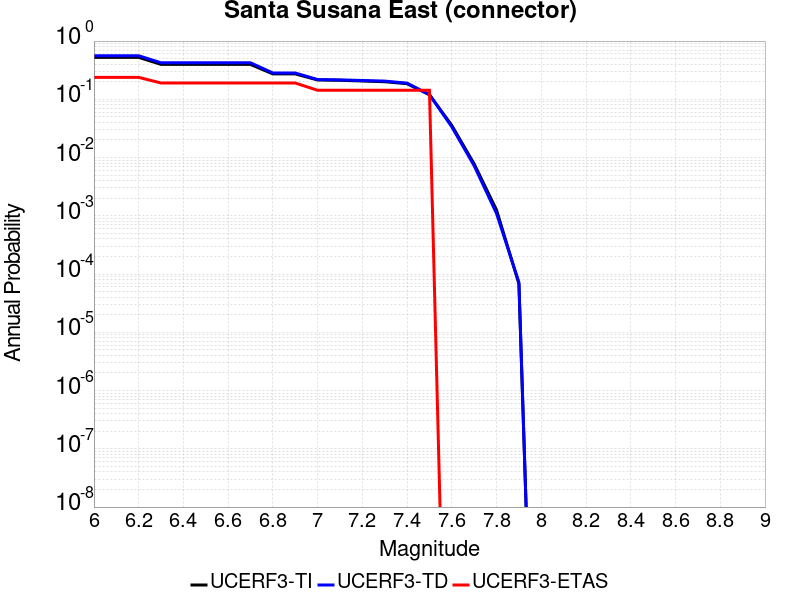 Santa Susana East (connector)
10^0
10^-1
10^-2
10^-3
10^-4
10^-5
10^-6
10^-7
10^-8
Annual Probability
6 6.2 6.4 6.6 6.8 7 7.2 7.4 7.6 7.8 8 8.2 8.4 8.6 8.8 9
Magnitude
UCERF3-TI UCERF3-TD UCERF3-ETAS